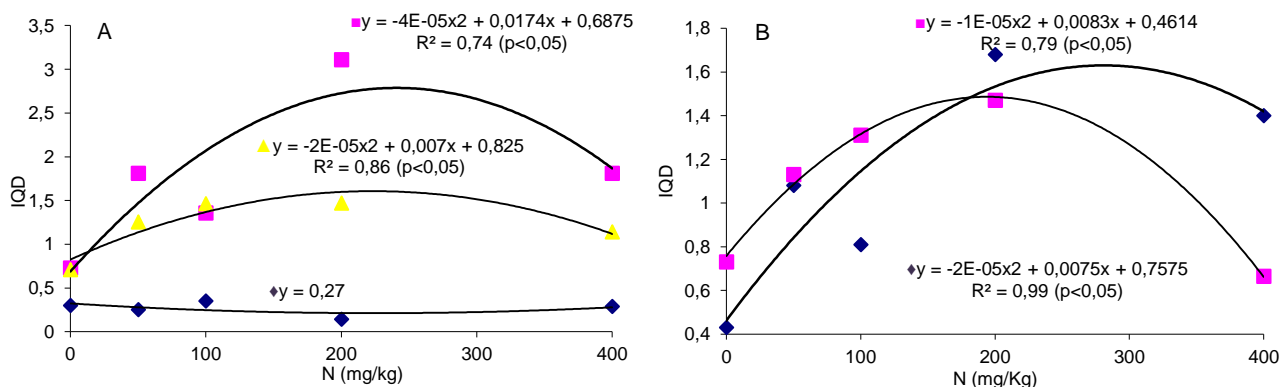 A
y = -4E-05x2 + 0,0174x + 0,6875
R² = 0,74 (p<0,05)
y = -2E-05x2 + 0,007x + 0,825
R² = 0,86 (p<0,05)
y = 0,27
3,5
3
2,5
2
1,5
1
0,5
0
IQD
0
100
200
300
400
N (mg/kg)
B
y = -1E-05x2 + 0,0083x + 0,4614
R² = 0,79 (p<0,05)
y = -2E-05x2 + 0,0075x + 0,7575
R² = 0,99 (p<0,05)
1,8
1,6
1,4
1,2
1
0,8
0,6
0,4
IQD
0
100
200
300
400
N (mg/Kg)